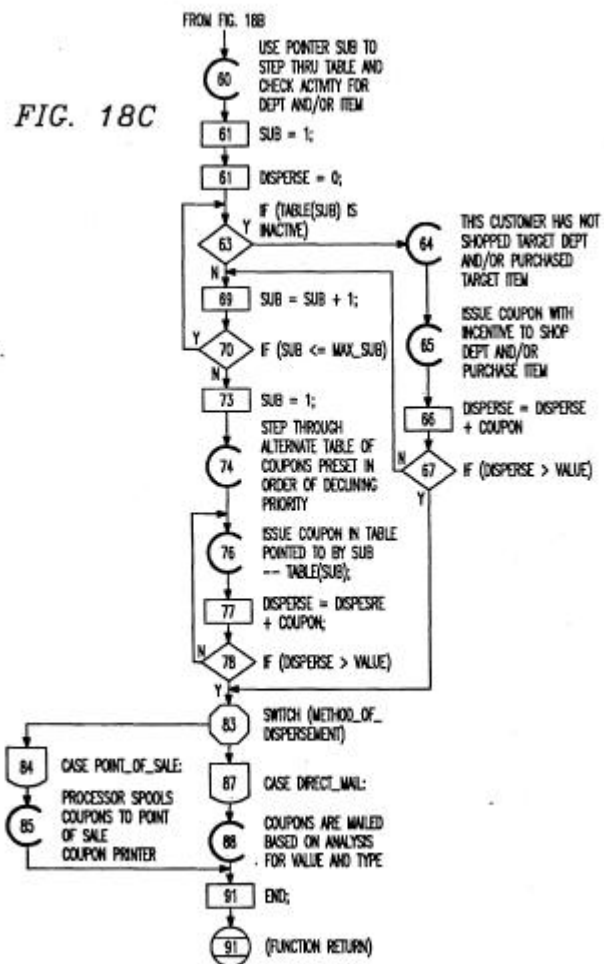 FROM FIG. 18B
FIG. 18C
60
USE POINTER SUB TO
STEP THRU TABLE AND
CHECK ACTIVITY FOR
DEPT AND/OR ITEM
61
SUB = 1;
61
DISPERSE = 0;
IF (TABLE(SUB) IS
INACTIVE)
63
Y
N
64
THIS CUSTOMER HAS NOT
SHOPPED TARGET DEPT
AND/OR PURCHASED
TARGET ITEM
65
ISSUE COUPON WITH
INCENTIVE TO SHOP
DEPT AND/OR
PURCHASE ITEM
66
DISPERSE = DISPERSE
+ COUPON
67
N
Y
IF (DISPERSE > VALUE)
69
SUB = SUB + 1;
Y
70
N
IF (SUB <= MAX_SUB)
73
SUB = 1;
74
STEP THROUGH
ALTERNATE TABLE OF
COUPONS PRESET IN
ORDER OF DECLINING
PRIORITY
76
ISSUE COUPON IN TABLE
POINTED TO BY SUB
-- TABLE(SUB);
77
DISPERSE = DISPESRE
+ COUPON;
N
78
Y
IF (DISPERSE > VALUE)
83
SWITCH (METHOD_OF_
DISPERSEMENT)
84
CASE POINT_OF_SALE:
85
PROCESSOR SPOOLS
COUPONS TO POINT
OF SALE
COUPON PRINTER
87
CASE DIRECT_MAIL:
88
COUPONS ARE MAILED
BASED ON ANALYSIS
FOR VALUE AND TYPE
91
END;
91
(FUNCTION RETURN)